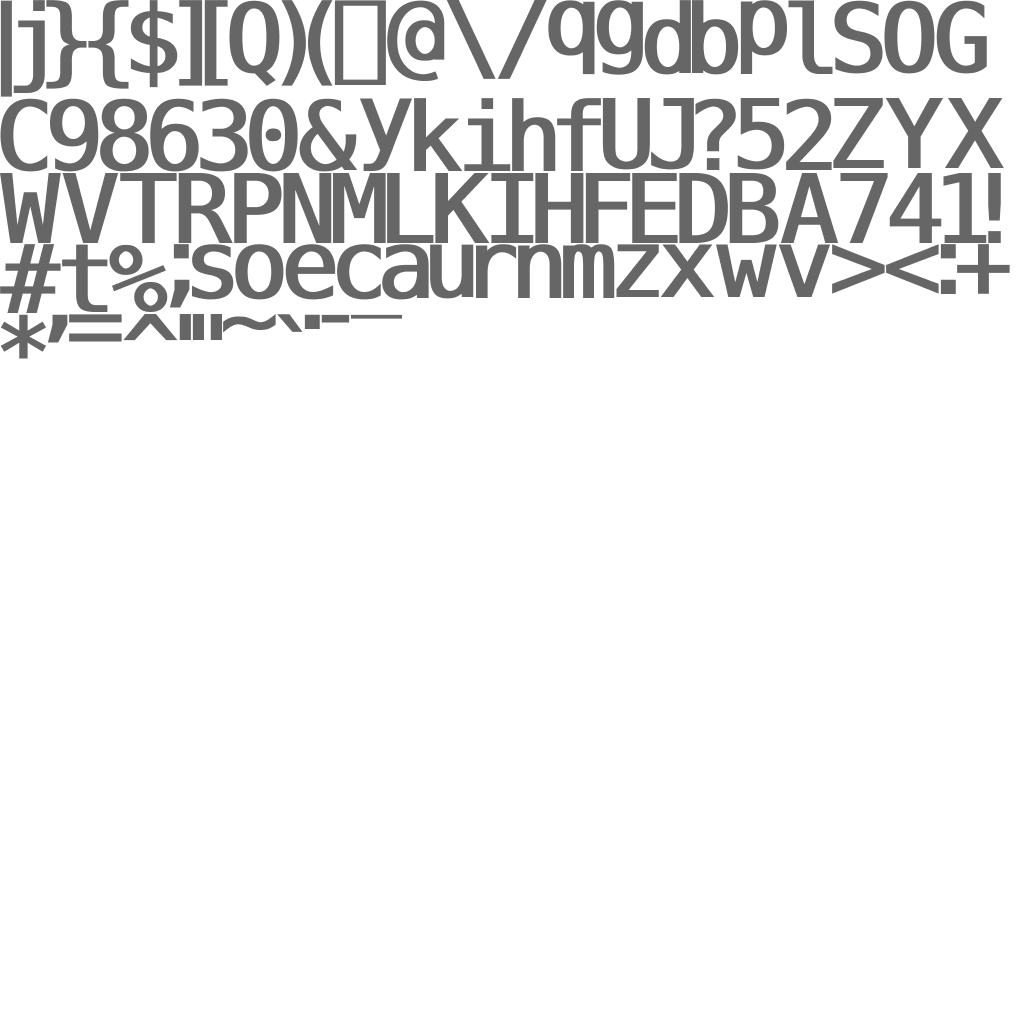 |j}{$][Q)(□@\/qgdbplSOG
C98630&ykihfUJ?52ZYX
WVTRPNMLKIHFEDBA741!
#t%;soecaurnmzxwv><:+
*,=^"'~`.-_